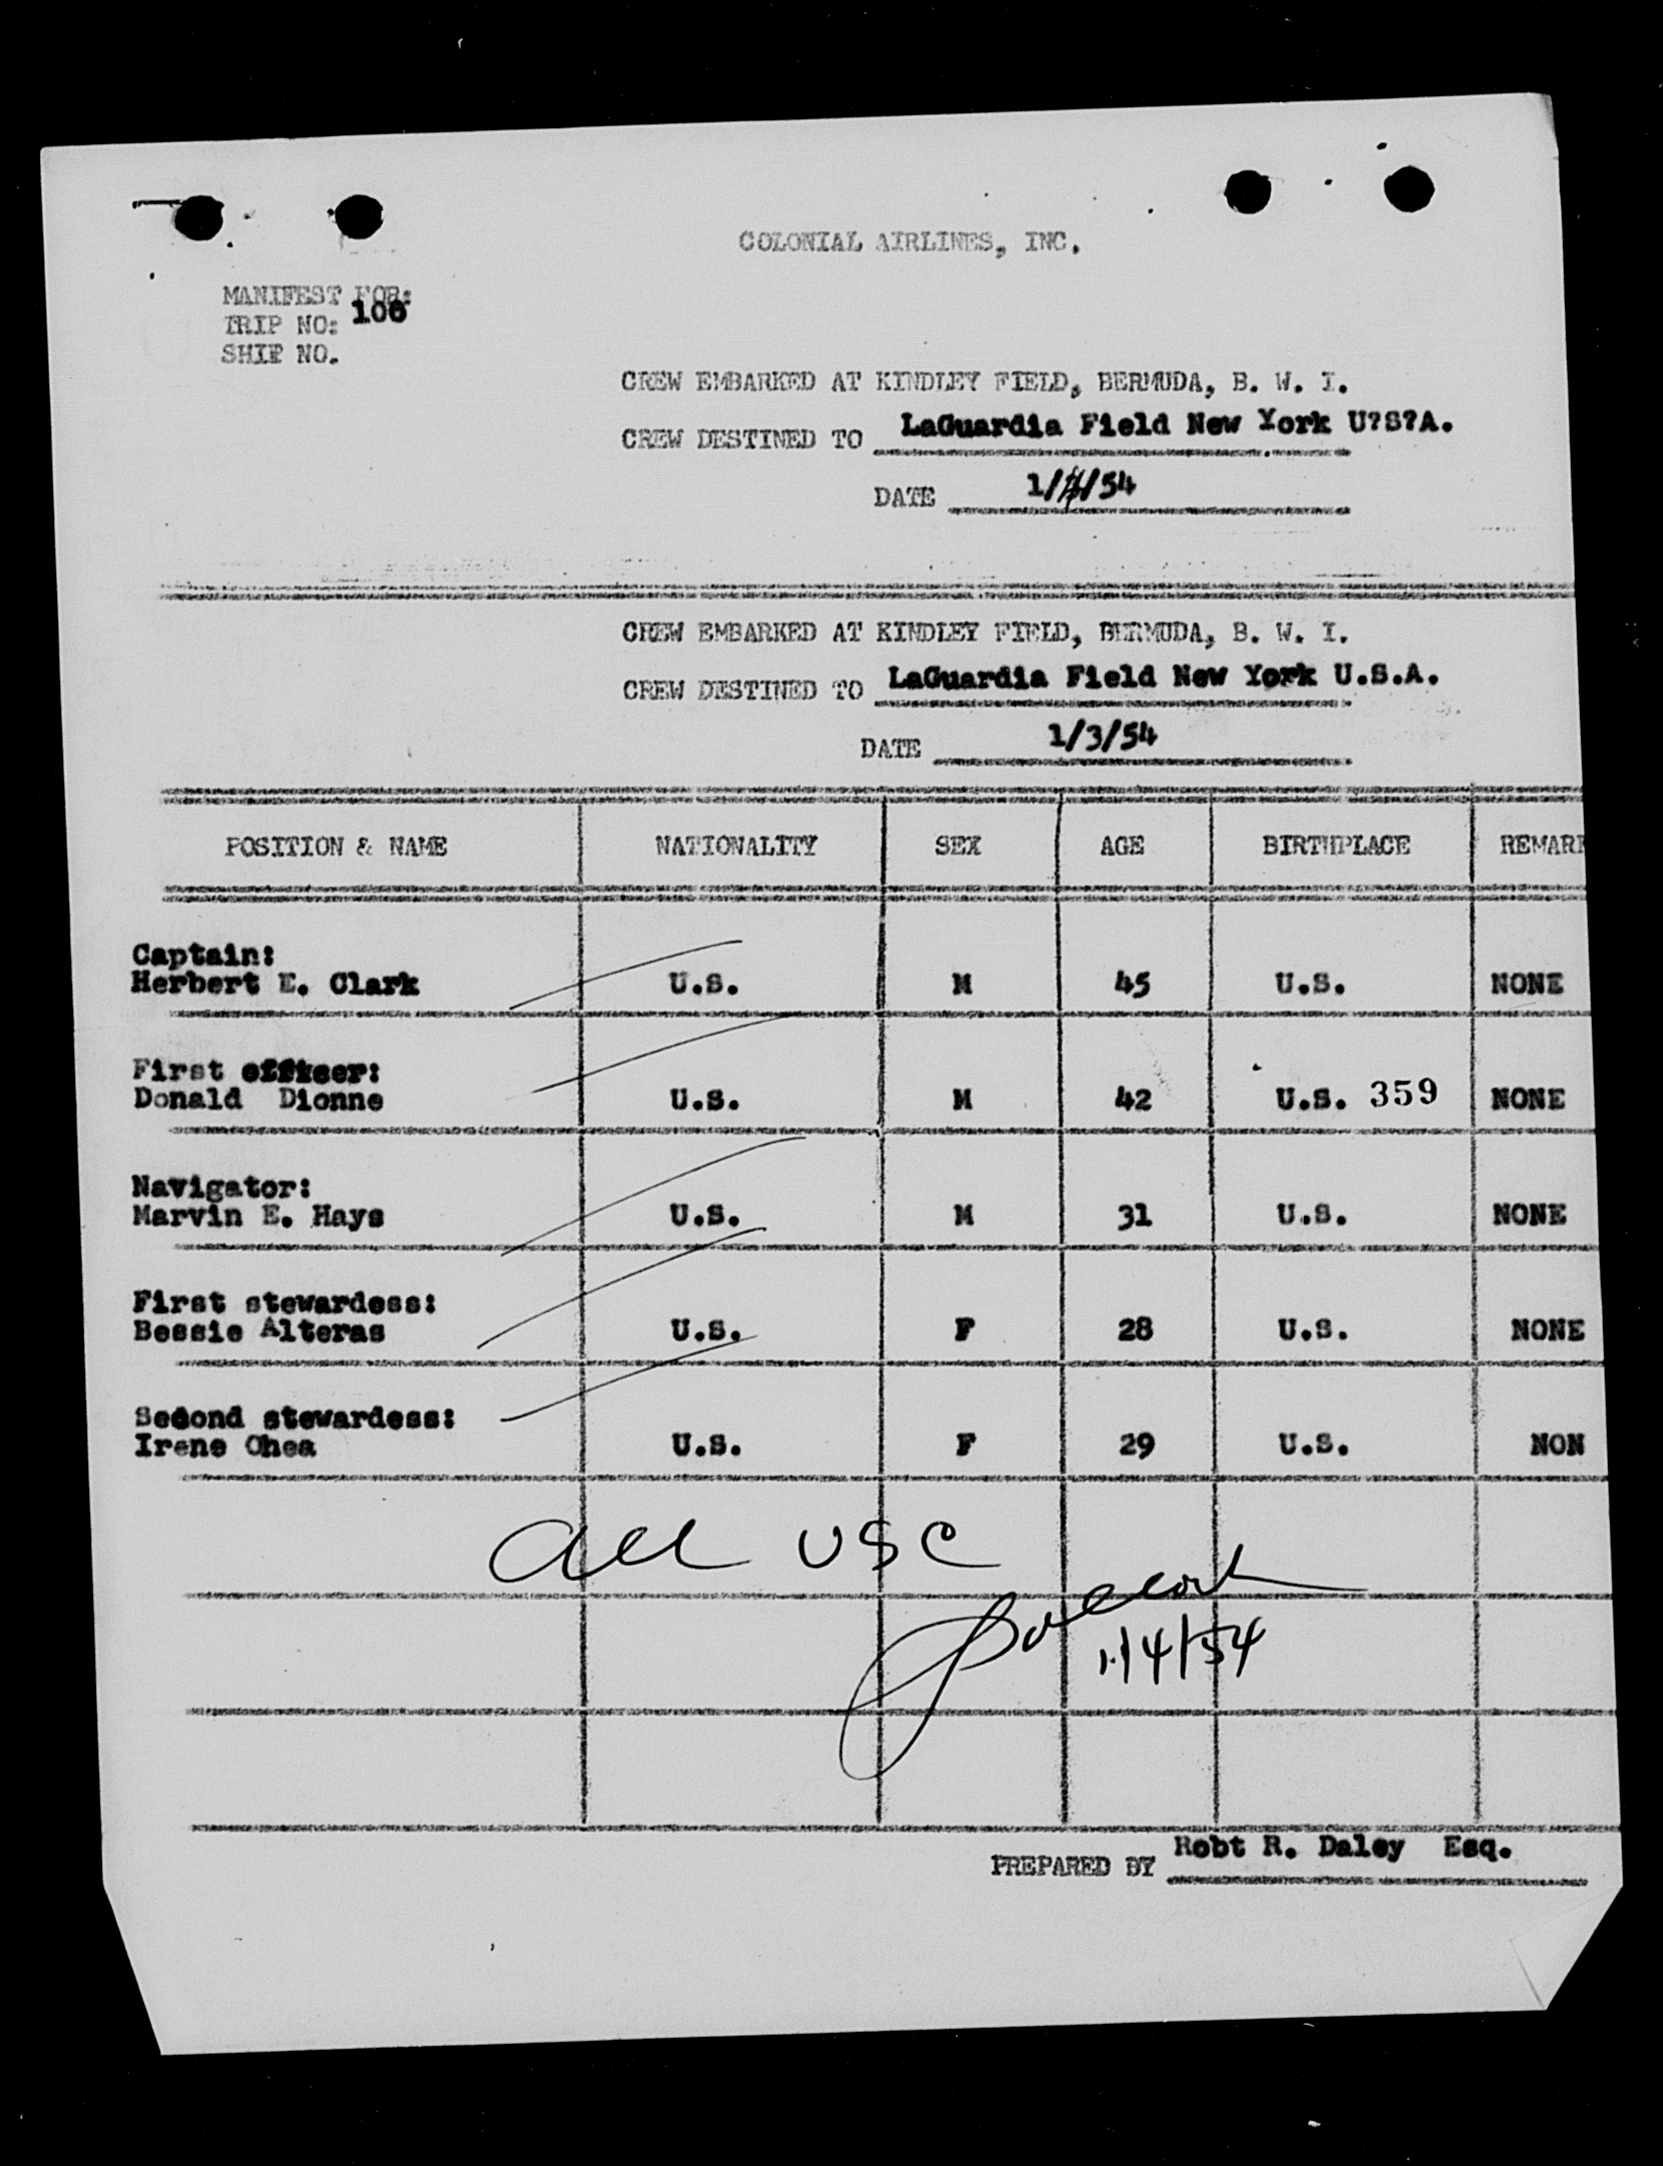 COLONIAL AIRLINES, INC.
MANIFEST FOR:
TRIP NO: 106
SHIP NO.
CREW EMBARKED AT KINDLEY FIELD, BERMUDA, B. W. I.
CREW DESTINED TO LaGuardia Field New York U?S?A.
DATE 1/4/54
CREW EMBARKED AT KINDLEY FIELD, BERMUDA, B. W. I.
CREW DESTINED TO LaGuardia Field New York U.S.A.
DATE 1/3/54
POSITION & NAME NATIONALITY SEX AGE BIRTHPLACE REMARK
Captain:
Herbert E. Clark U.S. M 45 U.S. NONE
First officer:
Donald Dionne U.S. M 42 U.S. 359 NONE
Navigator:
Marvin E. Hays U.S. M 31 U.S. NONE
First stewardess:
Bessie Alteras U.S. F 28 U.S. NONE
Second stewardess:
Irene Ohea U.S. F 29 U.S. NON
All USC
1/4/54
PREPARED BY Robt R. Daley Esq.